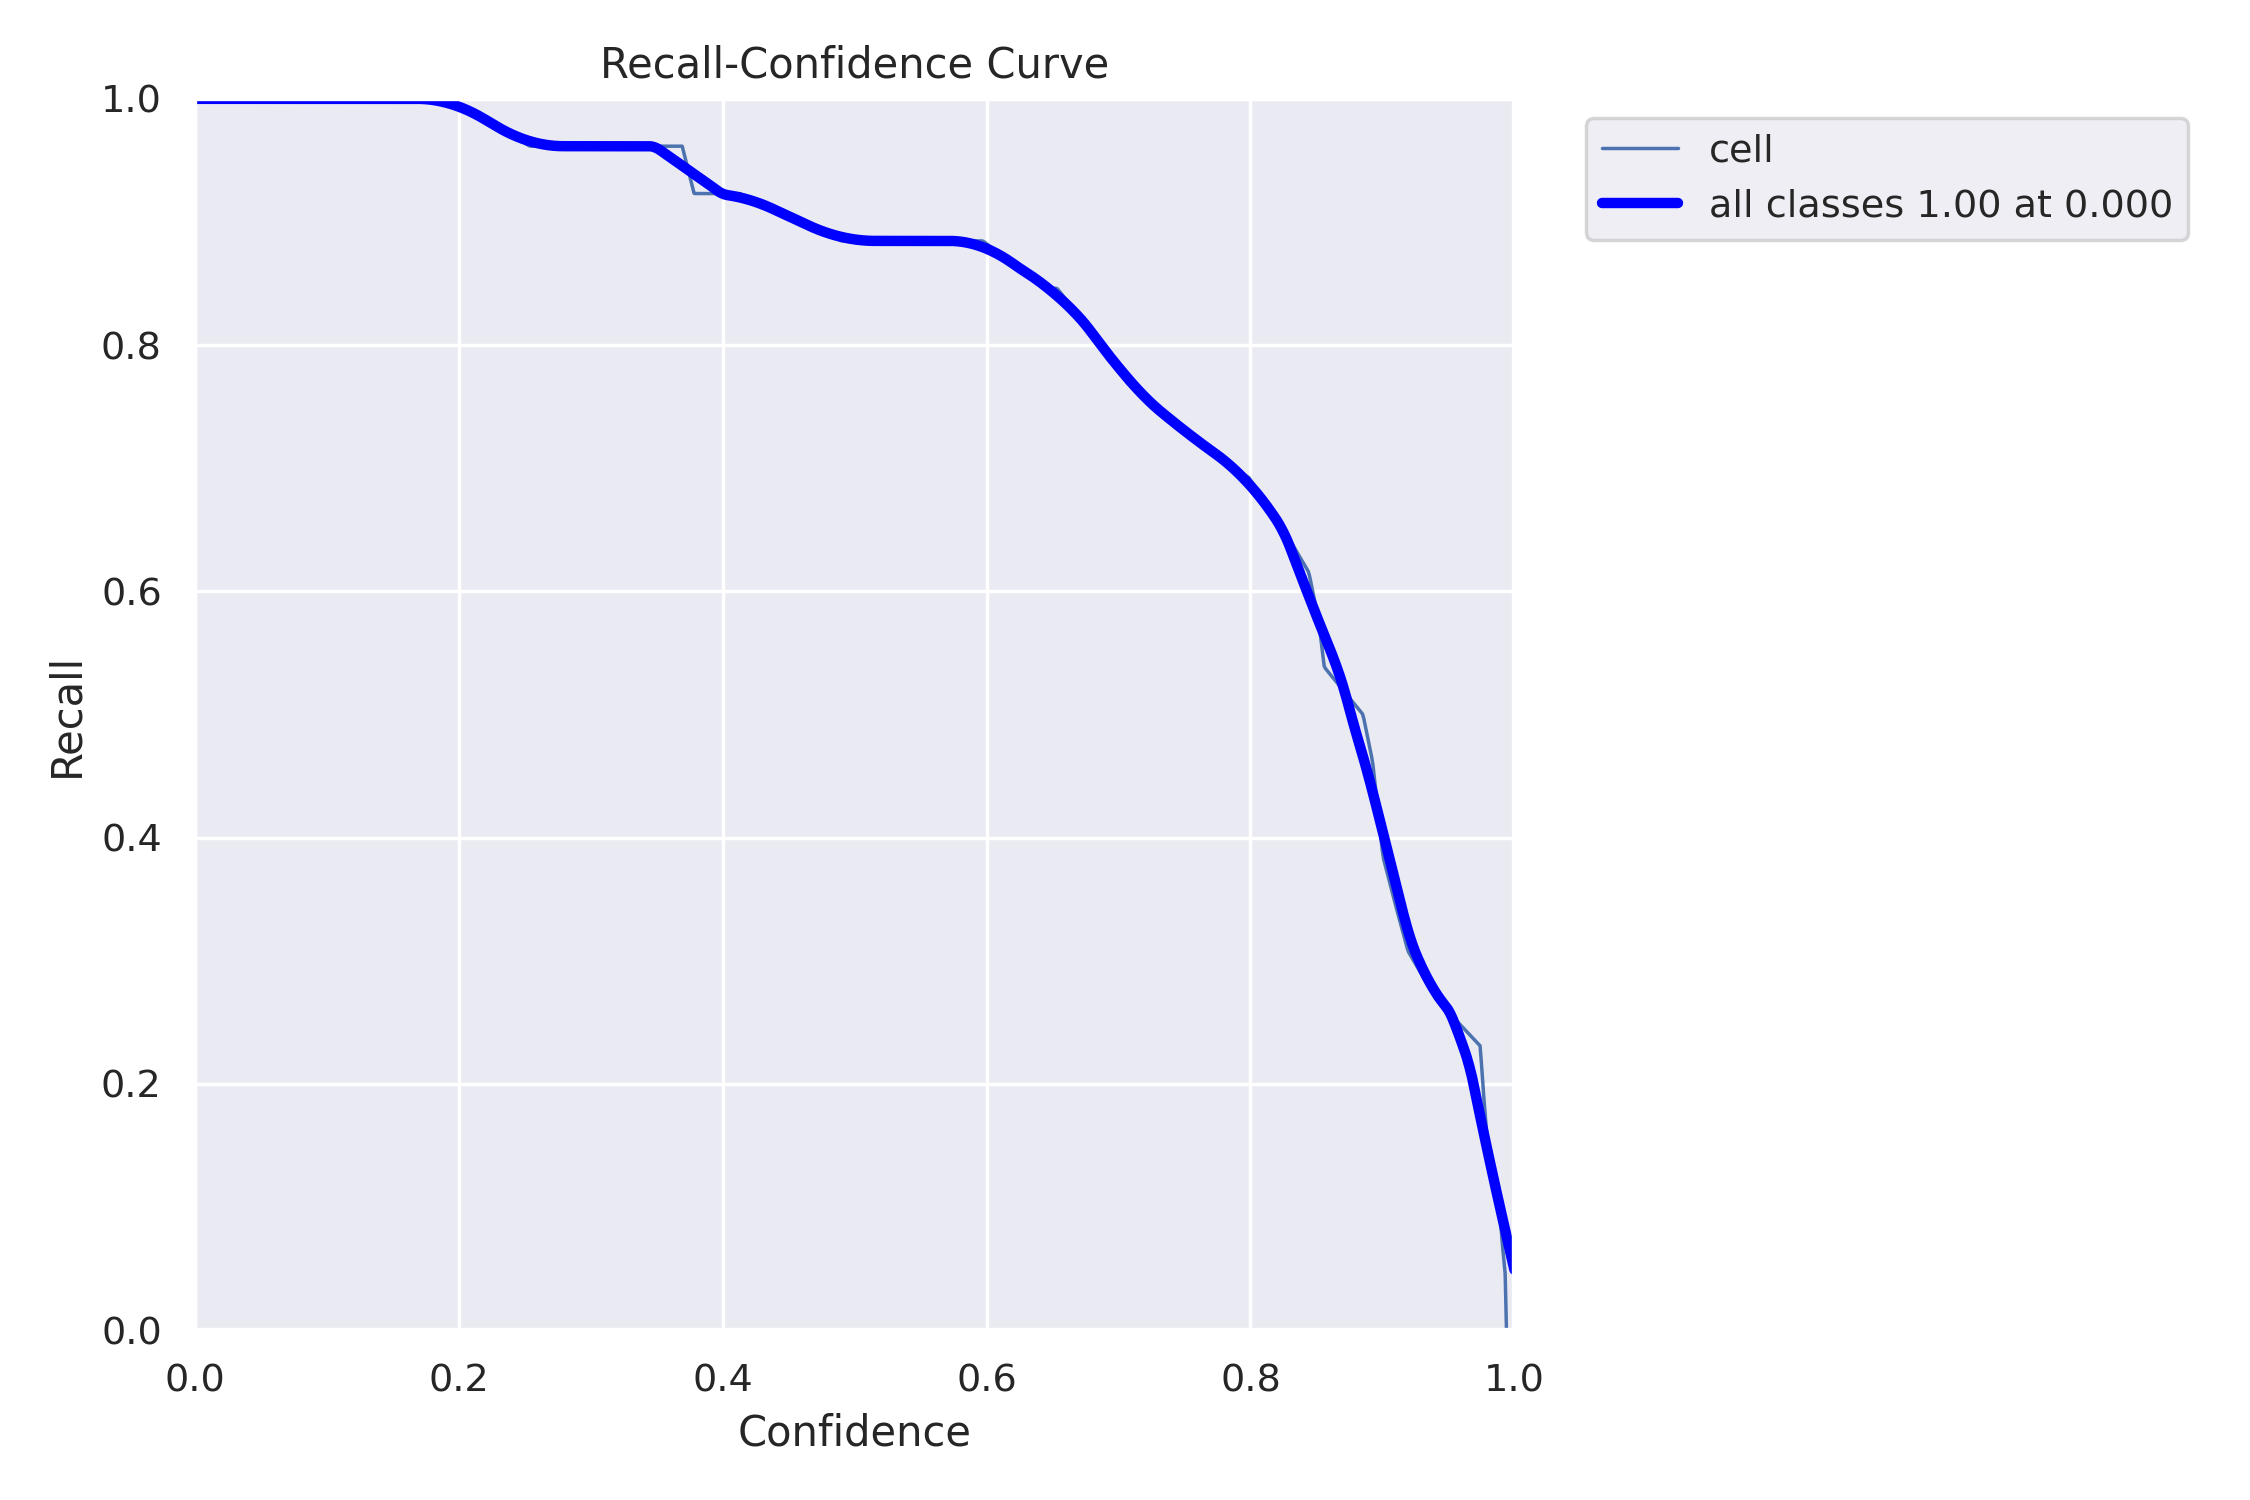 Recall-Confidence Curve
1.0
0.8
0.6
0.4
0.2
0.0
Recall
0.0 0.2 0.4 0.6 0.8 1.0
Confidence
cell
all classes 1.00 at 0.000